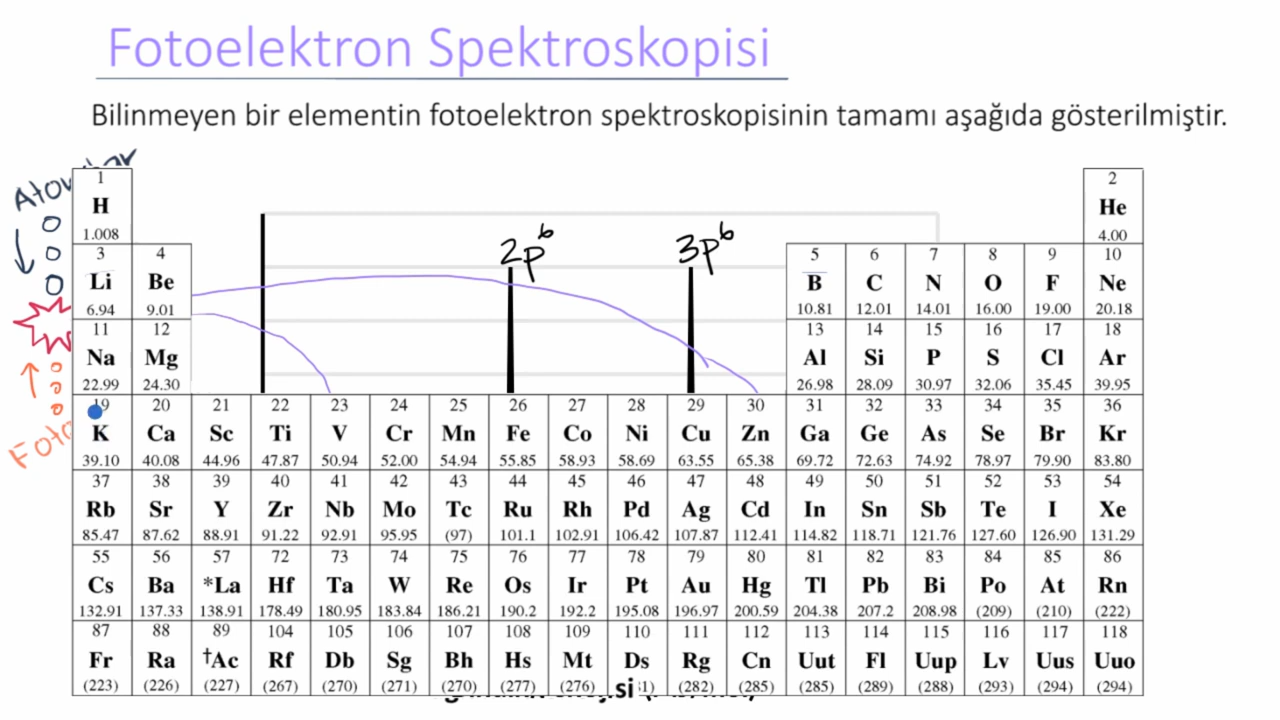 Fotoelektron Spektroskopisi
Bilinmeyen bir elementin fotoelektron spektroskopisinin tamamı aşağıda gösterilmiştir.
2p⁶ 3p⁶
1 2
H He
1.008 4.00
3 4 5 6 7 8 9 10
Li Be B C N O F Ne
6.94 9.01 10.81 12.01 14.01 16.00 19.00 20.18
11 12 13 14 15 16 17 18
Na Mg Al Si P S Cl Ar
22.99 24.30 26.98 28.09 30.97 32.06 35.45 39.95
19 20 21 22 23 24 25 26 27 28 29 30 31 32 33 34 35 36
K Ca Sc Ti V Cr Mn Fe Co Ni Cu Zn Ga Ge As Se Br Kr
39.10 40.08 44.96 47.87 50.94 52.00 54.94 55.85 58.93 58.69 63.55 65.38 69.72 72.63 74.92 78.97 79.90 83.80
37 38 39 40 41 42 43 44 45 46 47 48 49 50 51 52 53 54
Rb Sr Y Zr Nb Mo Tc Ru Rh Pd Ag Cd In Sn Sb Te I Xe
85.47 87.62 88.91 91.22 92.91 95.95 (97) 101.1 102.91 106.42 107.87 112.41 114.82 118.71 121.76 127.60 126.90 131.29
55 56 57 72 73 74 75 76 77 78 79 80 81 82 83 84 85 86
Cs Ba *La Hf Ta W Re Os Ir Pt Au Hg Tl Pb Bi Po At Rn
132.91 137.33 138.91 178.49 180.95 183.84 186.21 190.2 192.2 195.08 196.97 200.59 204.38 207.2 208.98 (209) (210) (222)
87 88 89 104 105 106 107 108 109 110 111 112 113 114 115 116 117 118
Fr Ra †Ac Rf Db Sg Bh Hs Mt Ds Rg Cn Uut Fl Uup Lv Uus Uuo
(223) (226) (227) (267) (270) (271) (270) (277) (276) (282) (285) (285) (289) (288) (293) (294) (294)